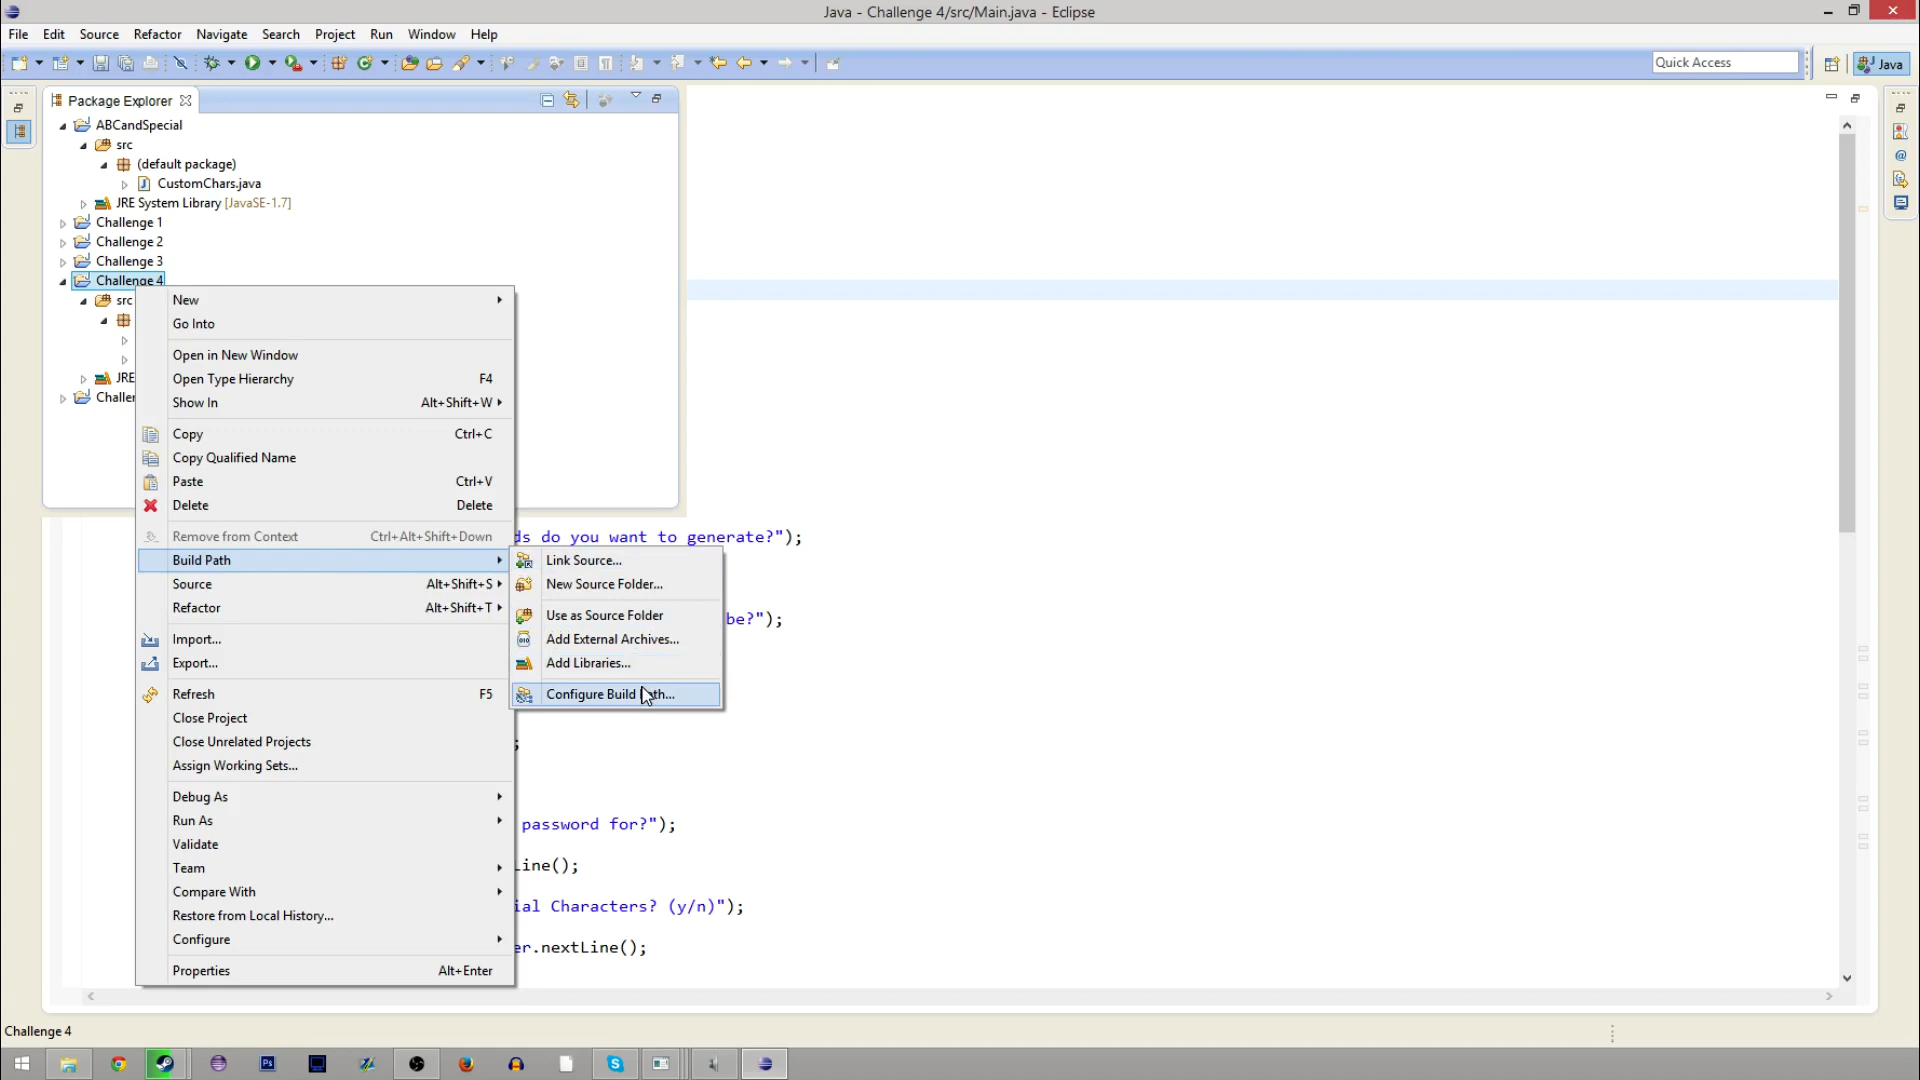 Java - Challenge 4/src/Main.java - Eclipse
File Edit Source Refactor Navigate Search Project Run Window Help
Quick Access
Java
Package Explorer
ABCandSpecial
src
(default package)
CustomChars.java
JRE System Library [JavaSE-1.7]
Challenge 1
Challenge 2
Challenge 3
Challenge 4
src
JRE
Challen
New
Go Into
Open in New Window
Open Type Hierarchy F4
Show In Alt+Shift+W
Copy Ctrl+C
Copy Qualified Name
Paste Ctrl+V
Delete Delete
Remove from Context Ctrl+Alt+Shift+Down
Build Path
Source Alt+Shift+S
Refactor Alt+Shift+T
Import...
Export...
Refresh F5
Close Project
Close Unrelated Projects
Assign Working Sets...
Debug As
Run As
Validate
Team
Compare With
Restore from Local History...
Configure
Properties Alt+Enter
Link Source...
New Source Folder...
Use as Source Folder
Add External Archives...
Add Libraries...
Configure Build Path...
ds do you want to generate?");
be?");
;
password for?");
Line();
ial Characters? (y/n)");
er.nextLine();
Challenge 4
Ps